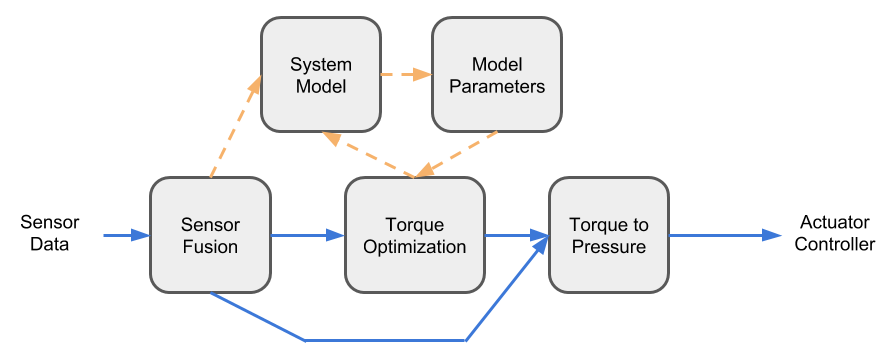 System
Model
Model
Parameters
Sensor
Data
Sensor
Fusion
Torque
Optimization
Torque to
Pressure
Actuator
Controller